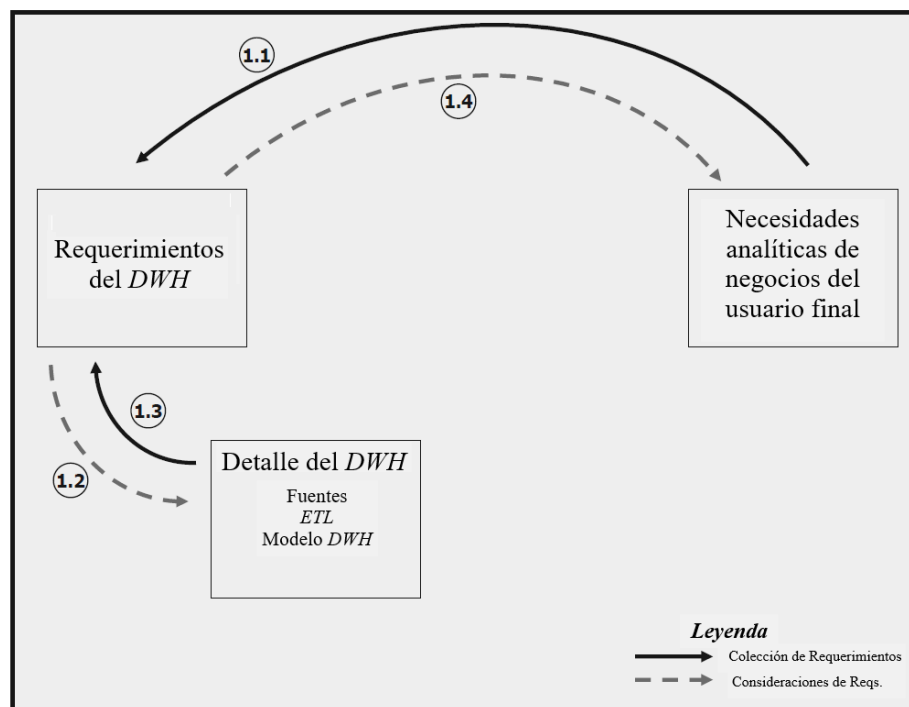 1.1
1.4
Requerimientos
del DWH
Necesidades
analíticas de
negocios del
usuario final
1.3
1.2
Detalle del DWH
Fuentes
ETL
Modelo DWH
Leyenda
Colección de Requerimientos
Consideraciones de Reqs.